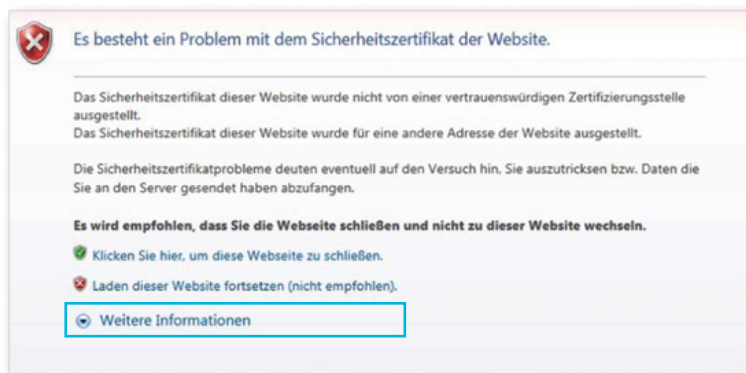 Es besteht ein Problem mit dem Sicherheitszertifikat der Website.
Das Sicherheitszertifikat dieser Website wurde nicht von einer vertrauenswürdigen Zertifizierungsstelle
ausgestellt.
Das Sicherheitszertifikat dieser Website wurde für eine andere Adresse der Website ausgestellt.
Die Sicherheitszertifikatprobleme deuten eventuell auf den Versuch hin, Sie auszutricksen bzw. Daten die
Sie an den Server gesendet haben abzufangen.
Es wird empfohlen, dass Sie die Webseite schließen und nicht zu dieser Website wechseln.
Klicken Sie hier, um diese Webseite zu schließen.
Laden dieser Website fortsetzen (nicht empfohlen).
Weitere Informationen